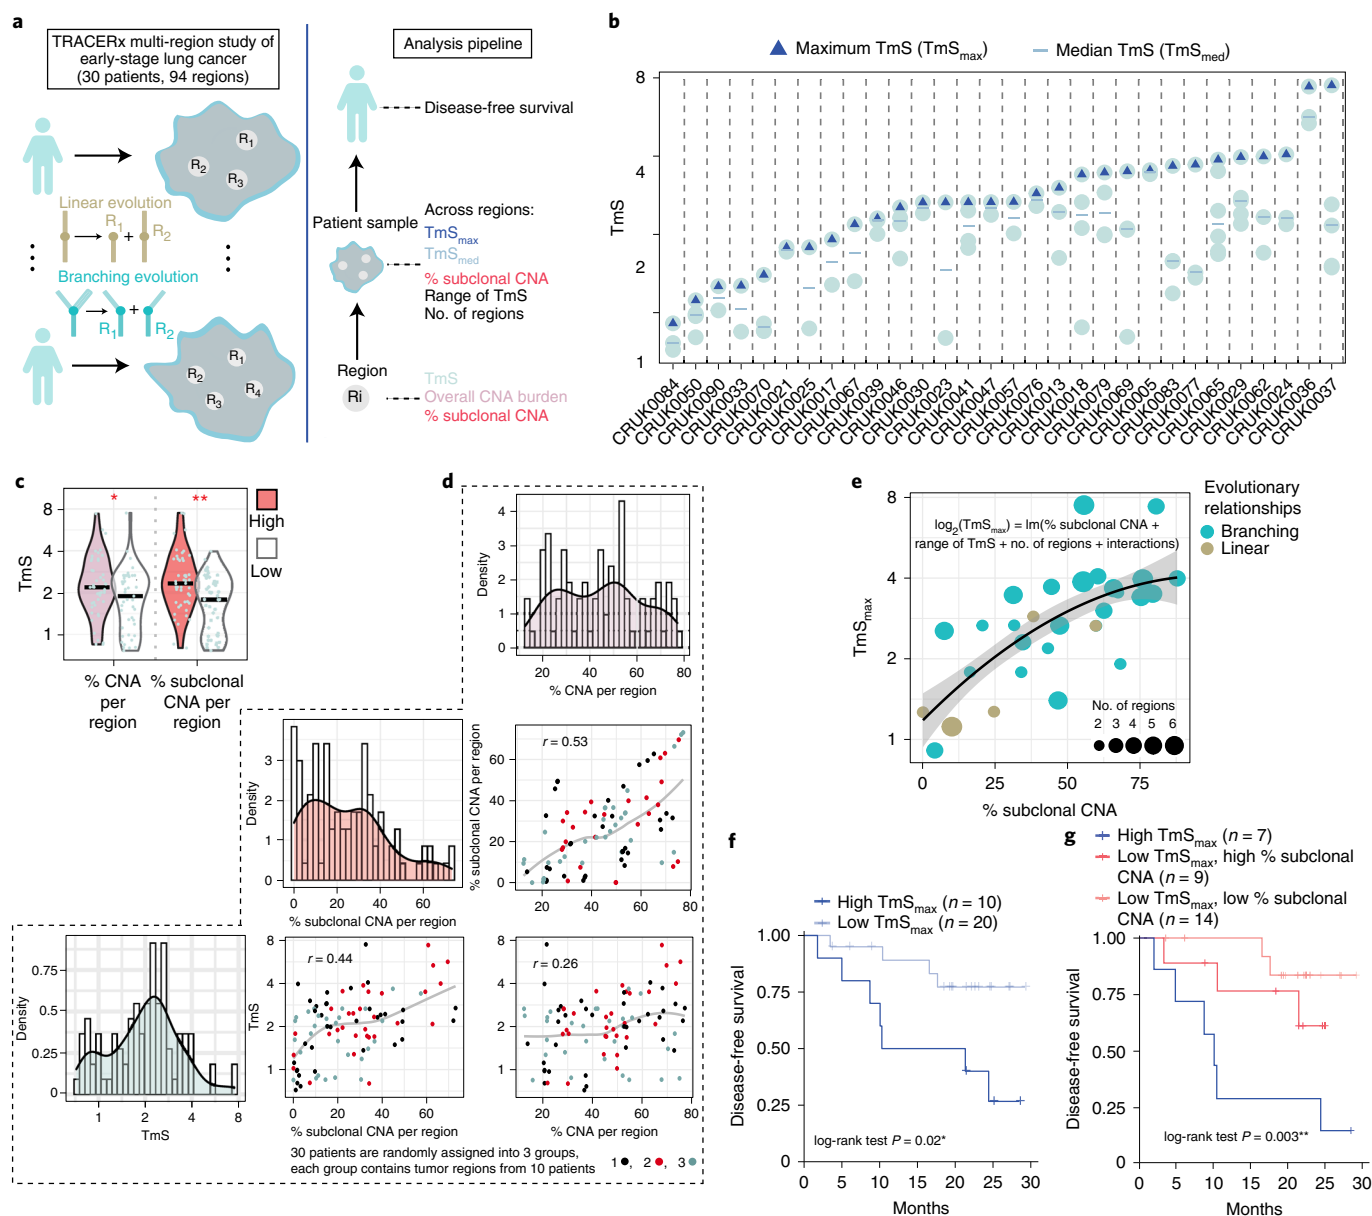 a
TRACERx multi-region study of
early-stage lung cancer
(30 patients, 94 regions)
R1
R2
R3
Linear evolution
R1
+
R2
Branching evolution
+
R1
R2
R1
R2
R3
R4
Analysis pipeline
Disease-free survival
Patient sample
Across regions:
TmSmax
TmSmed
% subclonal CNA
Range of TmS
No. of regions
Region
Ri
TmS
Overall CNA burden
% subclonal CNA
b
Maximum TmS (TmSmax)
Median TmS (TmSmed)
TmS
8
4
2
1
CRUK0084
CRUK0050
CRUK0090
CRUK0033
CRUK0070
CRUK0021
CRUK0025
CRUK0017
CRUK0067
CRUK0039
CRUK0046
CRUK0030
CRUK0023
CRUK0041
CRUK0047
CRUK0057
CRUK0076
CRUK0013
CRUK0018
CRUK0079
CRUK0069
CRUK0005
CRUK0083
CRUK0077
CRUK0065
CRUK0029
CRUK0062
CRUK0024
CRUK0036
CRUK0037
c
TmS
8
4
2
1
*
**
High
Low
% CNA
per
region
% subclonal
CNA per
region
d
Density
4
3
2
1
0
20 40 60 80
% CNA per region
Density
3
2
1
0
0 20 40 60
% subclonal CNA per region
% subclonal CNA per region
r = 0.53
60
40
20
0
20 40 60 80
Density
0.75
0.50
0.25
0
1 2 4 8
TmS
TmS
r = 0.44
8
4
2
1
0 20 40 60
% subclonal CNA per region
r = 0.26
8
4
2
1
20 40 60 80
% CNA per region
30 patients are randomly assigned into 3 groups,
each group contains tumor regions from 10 patients
1 , 2 , 3
e
log2(TmSmax) = lm(% subclonal CNA +
range of TmS + no. of regions + interactions)
TmSmax
8
4
2
1
0 25 50 75
% subclonal CNA
No. of regions
2 3 4 5 6
Evolutionary
relationships
Branching
Linear
f
High TmSmax (n = 10)
Low TmSmax (n = 20)
Disease-free survival
1.00
0.75
0.50
0.25
0
log-rank test P = 0.02*
0 5 10 15 20 25 30
Months
g
High TmSmax (n = 7)
Low TmSmax, high % subclonal
CNA (n = 9)
Low TmSmax, low % subclonal
CNA (n = 14)
Disease-free survival
1.00
0.75
0.50
0.25
0
log-rank test P = 0.003**
0 5 10 15 20 25 30
Months